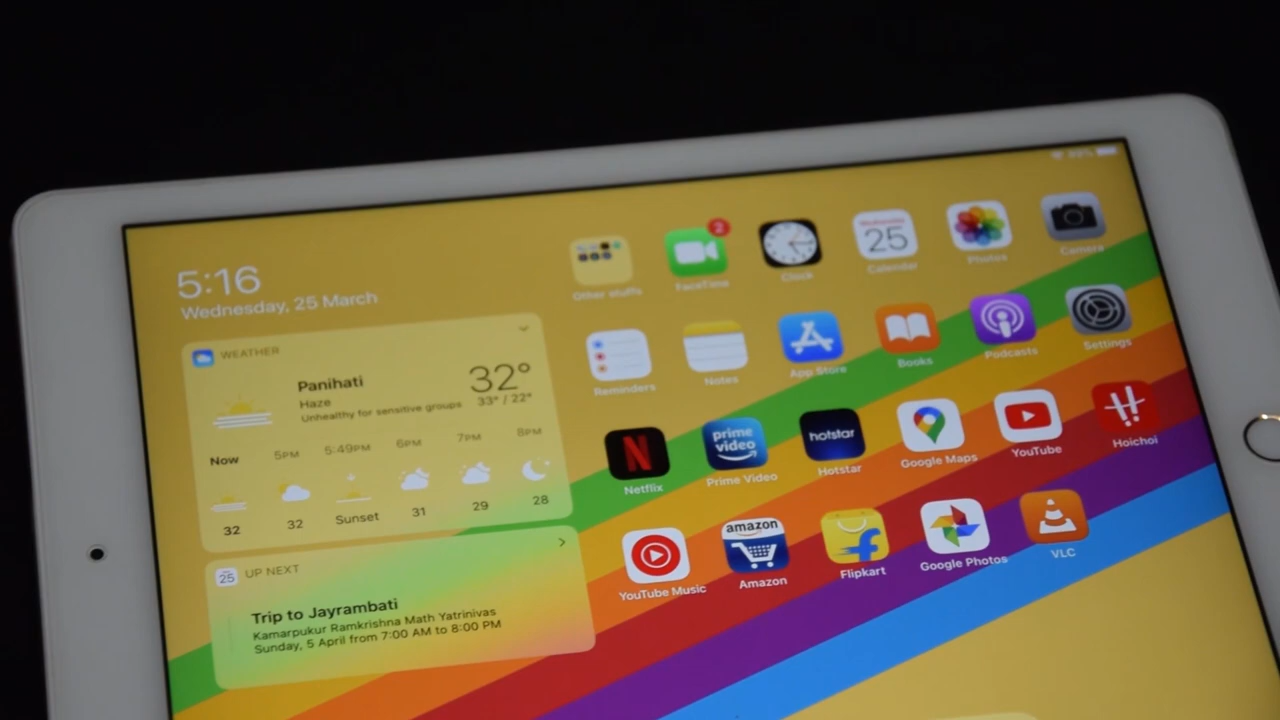 5:16
Wednesday, 25 March
WEATHER
Panihati
Haze
Unhealthy for sensitive groups
32°
33° / 22°
Now 5PM 5:49PM 6PM 7PM 8PM
32 32 Sunset 31 29 28
25 UP NEXT
Trip to Jayrambati
Kamarpukur Ramkrishna Math Yatrinivas
Sunday, 5 April from 7:00 AM to 8:00 PM
2
Wednesday
25
Other stuffs FaceTime Clock Calendar Photos Camera
Reminders Notes App Store Books Podcasts Settings
N
prime video
hotstar
Netflix Prime Video Hotstar Google Maps YouTube Hoichoi
amazon
YouTube Music Amazon Flipkart Google Photos VLC